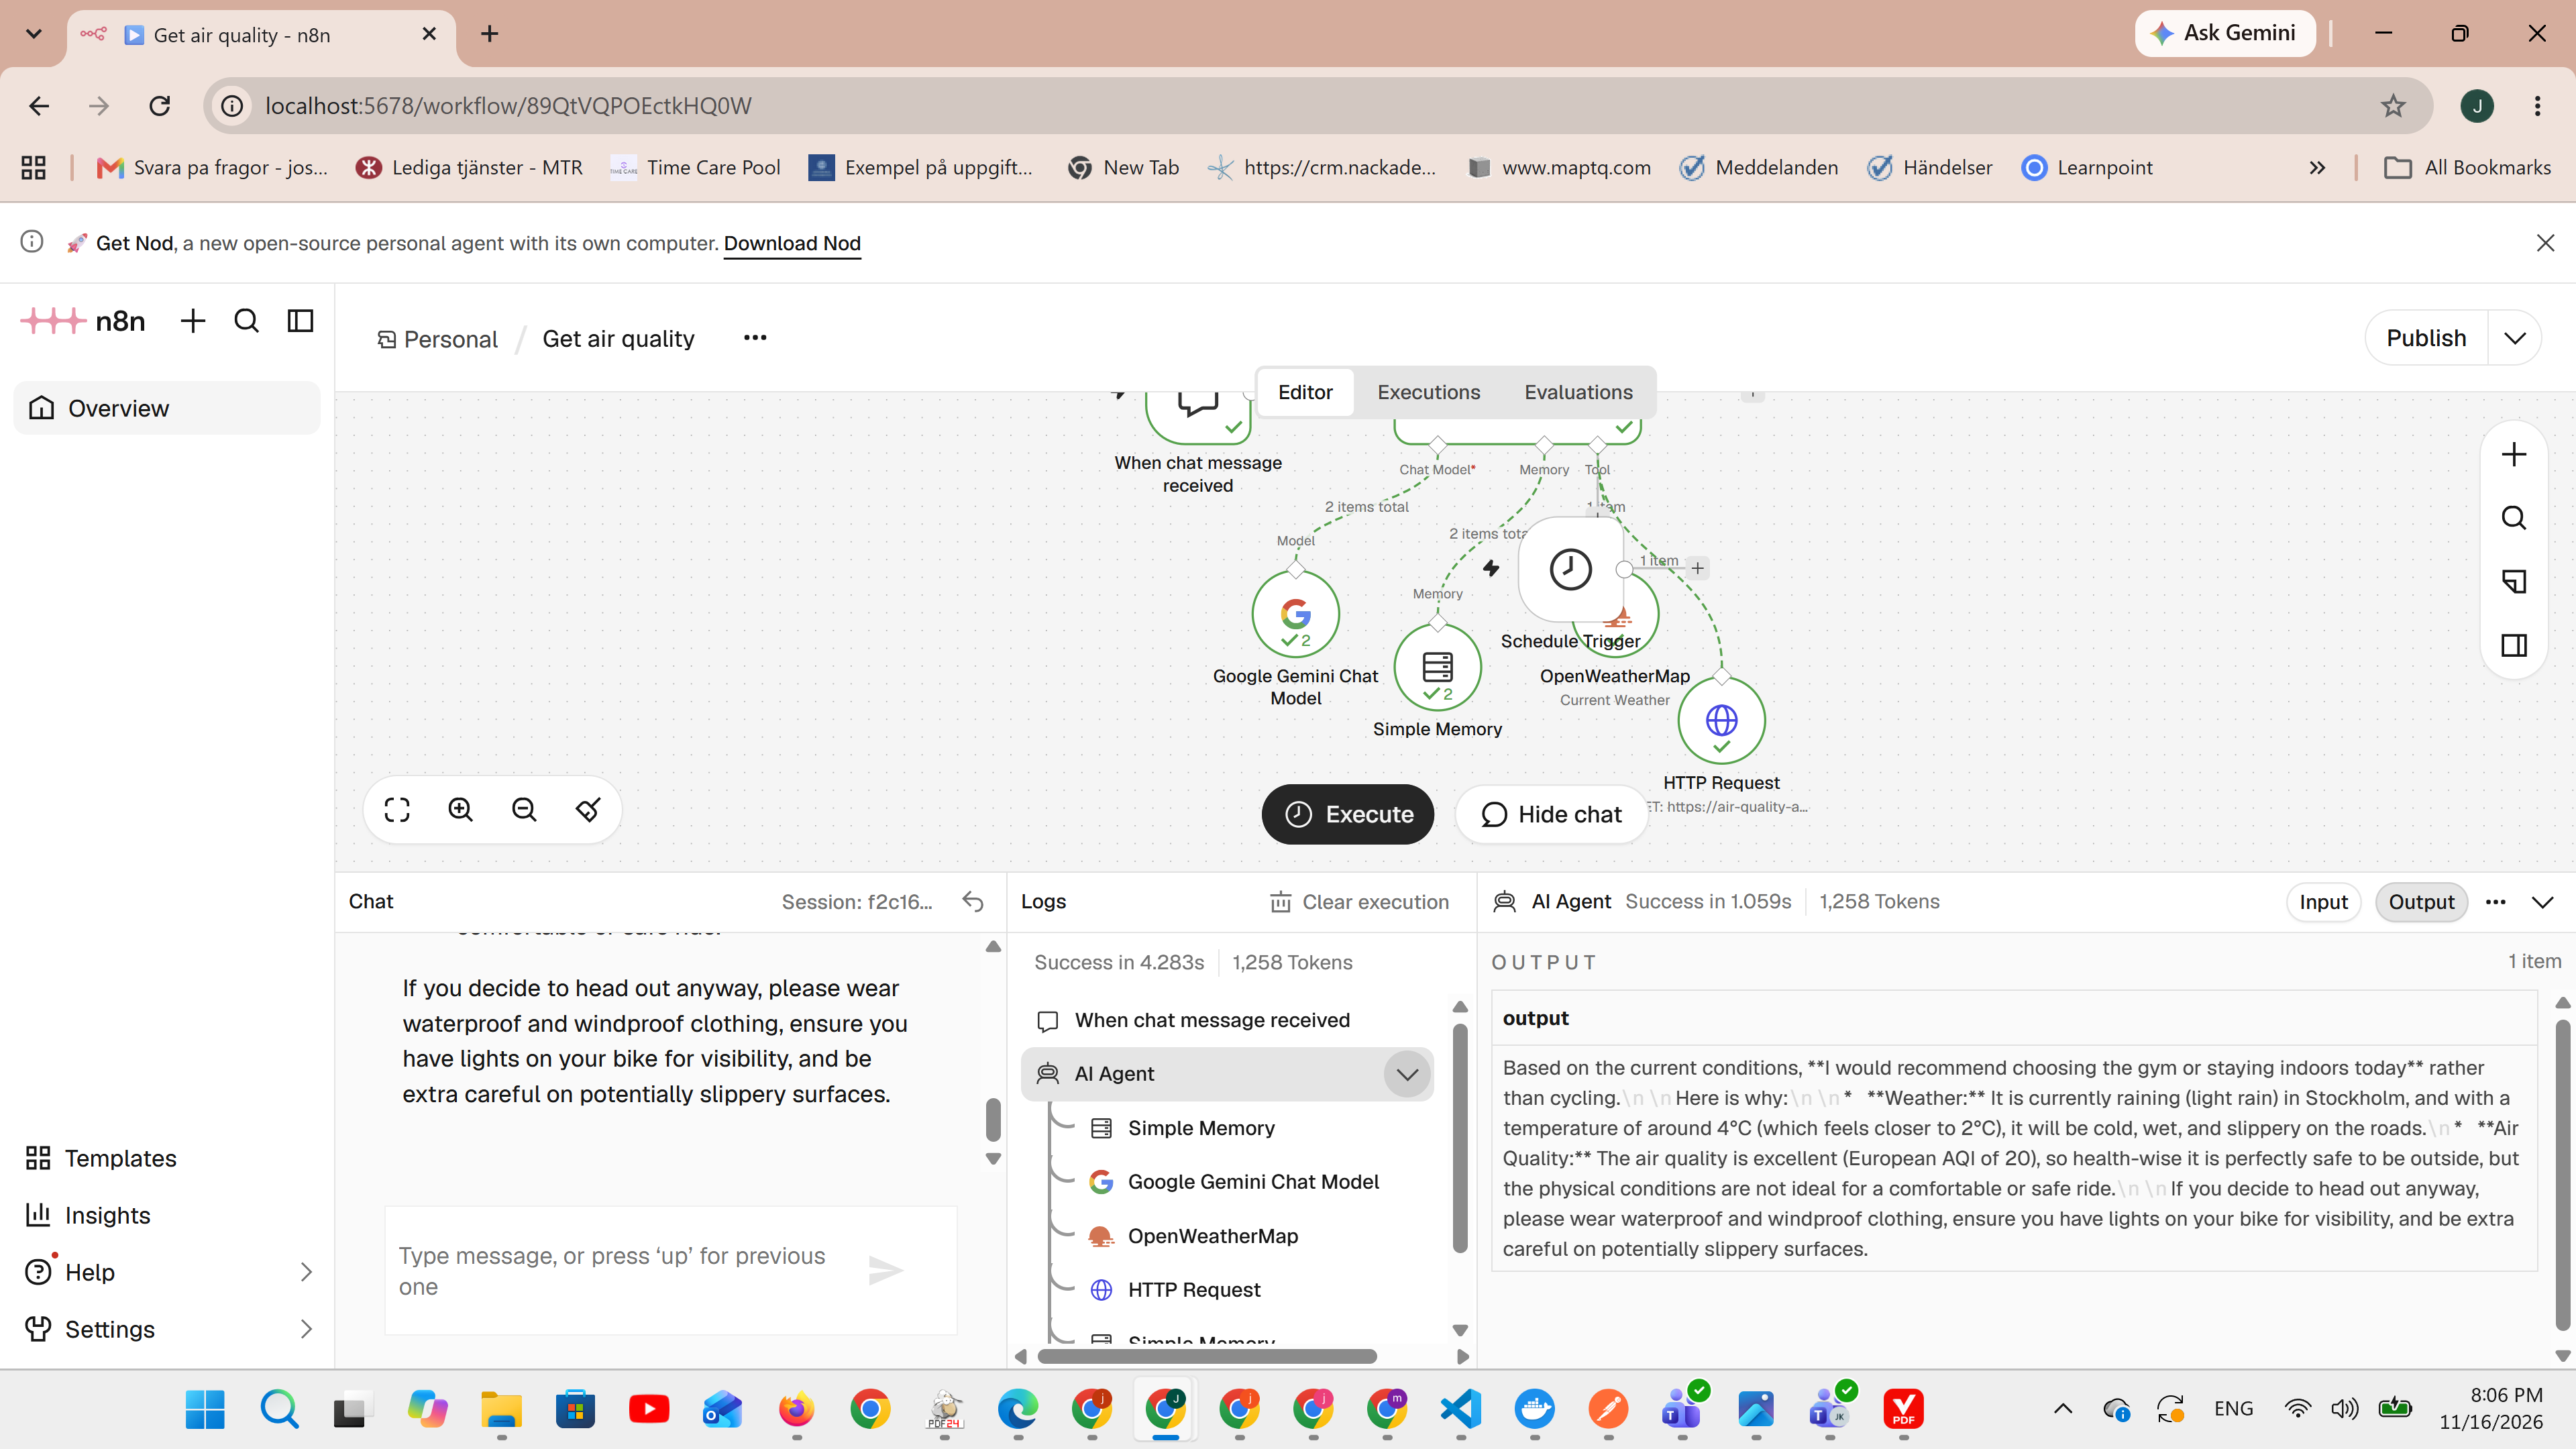 Get air quality - n8n
Ask Gemini
localhost:5678/workflow/89QtVQPOEctkHQ0W
J
Svara pa fragor - jos...
Lediga tjänster - MTR
Time Care Pool
Exempel på uppgift...
New Tab
https://crm.nackade...
www.maptq.com
Meddelanden
Händelser
Learnpoint
All Bookmarks
Get Nod, a new open-source personal agent with its own computer. Download Nod
n8n
Personal / Get air quality
Publish
Overview
Editor
Executions
Evaluations
When chat message
received
Chat Model*
Memory
Tool
2 items total
Model
Memory
1 item
Google Gemini Chat
Model
2
Simple Memory
2
Schedule Trigger
OpenWeatherMap
Current Weather
HTTP Request
ET: https://air-quality-a...
Execute
Hide chat
Templates
Insights
Help
Settings
Chat
Session: f2c16...
If you decide to head out anyway, please wear
waterproof and windproof clothing, ensure you
have lights on your bike for visibility, and be
extra careful on potentially slippery surfaces.
Type message, or press ‘up’ for previous
one
Logs
Clear execution
Success in 4.283s
1,258 Tokens
When chat message received
AI Agent
Simple Memory
Google Gemini Chat Model
OpenWeatherMap
HTTP Request
Simple Memory
AI Agent Success in 1.059s 1,258 Tokens
Input
Output
OUTPUT
1 item
output
Based on the current conditions, **I would recommend choosing the gym or staying indoors today** rather
than cycling.\n\nHere is why:\n\n* **Weather:** It is currently raining (light rain) in Stockholm, and with a
temperature of around 4°C (which feels closer to 2°C), it will be cold, wet, and slippery on the roads.\n* **Air
Quality:** The air quality is excellent (European AQI of 20), so health-wise it is perfectly safe to be outside, but
the physical conditions are not ideal for a comfortable or safe ride.\n\nIf you decide to head out anyway,
please wear waterproof and windproof clothing, ensure you have lights on your bike for visibility, and be extra
careful on potentially slippery surfaces.
ENG
8:06 PM
11/16/2026